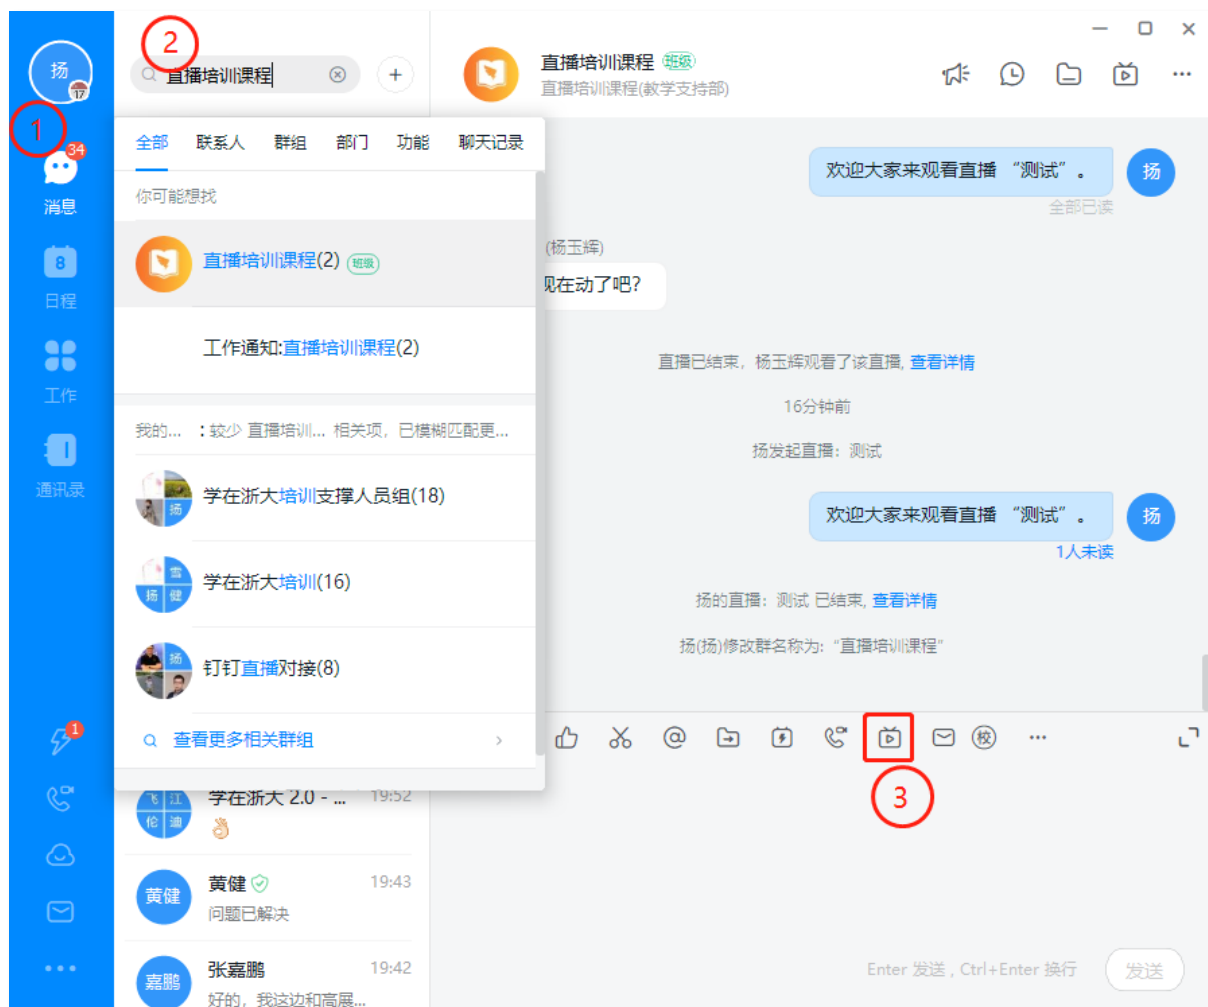 扬
17
1
34
消息
8
日程
工作
通讯录
1
2
直播培训课程
全部 联系人 群组 部门 功能 聊天记录
你可能想找
直播培训课程(2) 班级
工作通知:直播培训课程(2)
我的... : 较少 直播培训... 相关项，已模糊匹配更...
扬
学在浙大培训支撑人员组(18)
雪
扬 健
学在浙大培训(16)
扬
钉钉直播对接(8)
查看更多相关群组
飞 江
伦 迪
学在浙大 2.0 - ... 19:52
黄健
黄健 19:43
问题已解决
嘉鹏
张嘉鹏 19:42
好的，我这边和高展...
直播培训课程 班级
直播培训课程(教学支持部)
欢迎大家来观看直播 “测试”。
扬
全部已读
(杨玉辉)
现在动了吧?
直播已结束，杨玉辉观看了该直播, 查看详情
16分钟前
扬发起直播：测试
欢迎大家来观看直播 “测试”。
扬
1人未读
扬的直播：测试 已结束, 查看详情
扬(扬)修改群名称为: “直播培训课程”
@
校
3
Enter 发送 , Ctrl+Enter 换行
发送